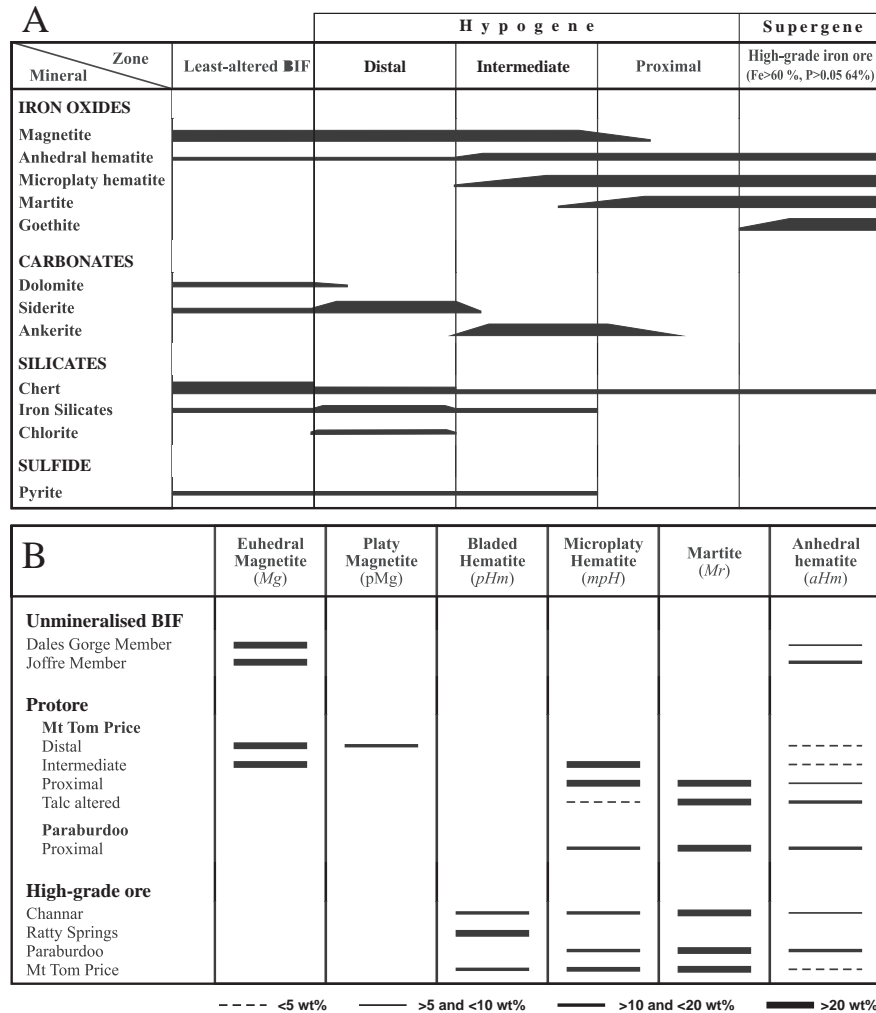 A
Hypogene
Supergene
Zone
Mineral
Least-altered BIF
Distal
Intermediate
Proximal
High-grade iron ore
(Fe>60 %, P>0.05 64%)
IRON OXIDES
Magnetite
Anhedral hematite
Microplaty hematite
Martite
Goethite
CARBONATES
Dolomite
Siderite
Ankerite
SILICATES
Chert
Iron Silicates
Chlorite
SULFIDE
Pyrite
B
Euhedral
Magnetite
(Mg)
Platy
Magnetite
(pMg)
Bladed
Hematite
(pHm)
Microplaty
Hematite
(mpH)
Martite
(Mr)
Anhedral
hematite
(aHm)
Unmineralised BIF
Dales Gorge Member
Joffre Member
Protore
Mt Tom Price
Distal
Intermediate
Proximal
Talc altered
Paraburdoo
Proximal
High-grade ore
Channar
Ratty Springs
Paraburdoo
Mt Tom Price
<5 wt% >5 and <10 wt% >10 and <20 wt% >20 wt%